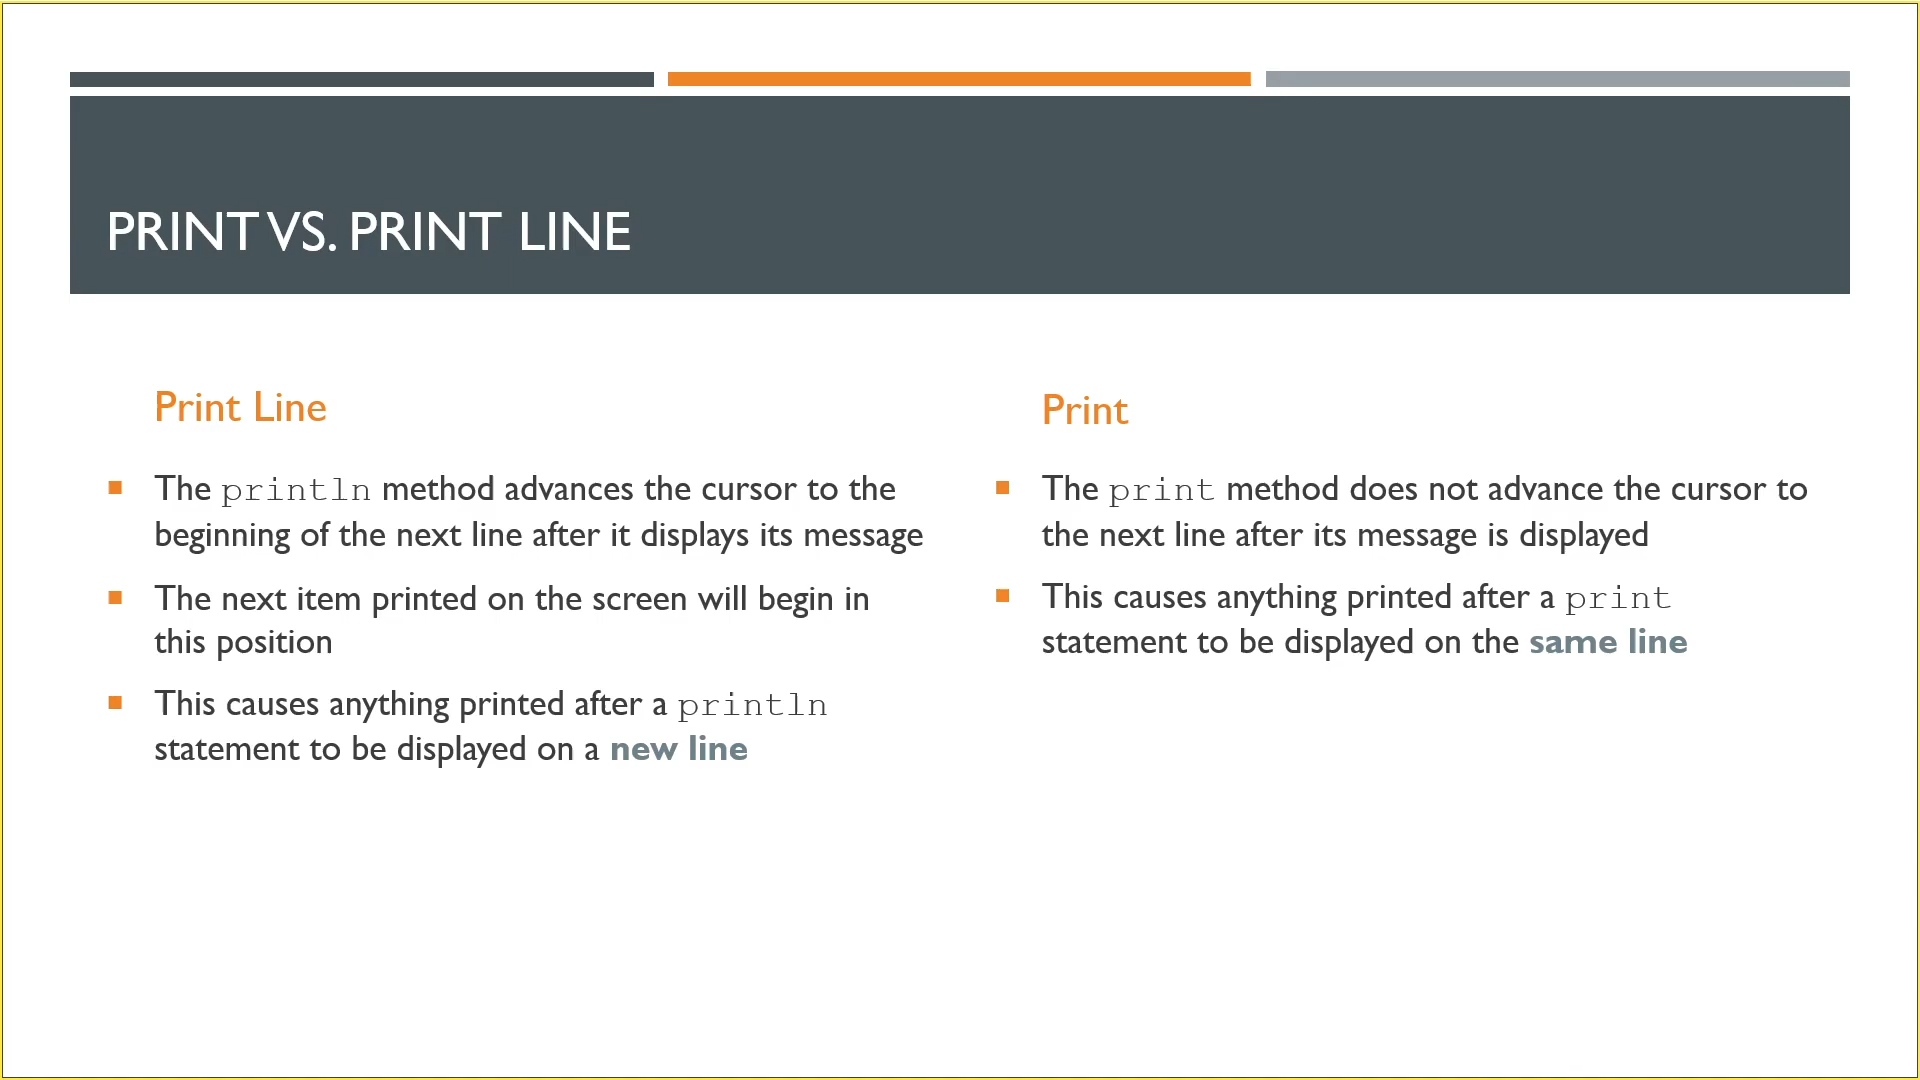 PRINT VS. PRINT LINE
Print Line
The println method advances the cursor to the
beginning of the next line after it displays its message
The next item printed on the screen will begin in
this position
This causes anything printed after a println
statement to be displayed on a new line
Print
The print method does not advance the cursor to
the next line after its message is displayed
This causes anything printed after a print
statement to be displayed on the same line